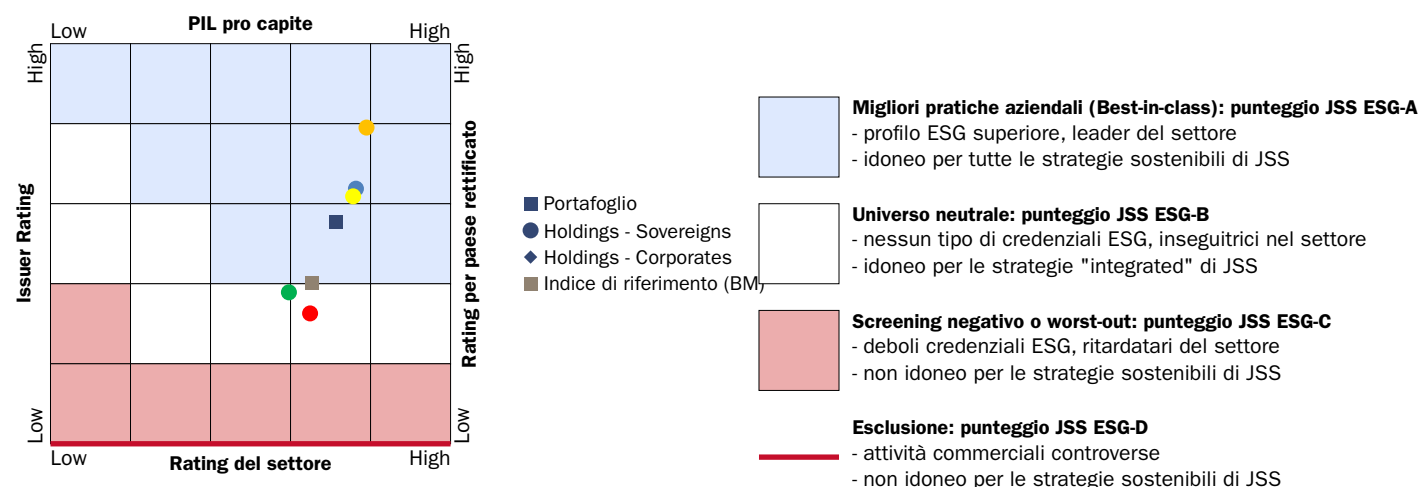 PIL pro capite
Low
High
High
High
Issuer Rating
Rating per paese rettificato
Low
Low
Low
High
Rating del settore
Portafoglio
Holdings - Sovereigns
Holdings - Corporates
Indice di riferimento (BM)
Migliori pratiche aziendali (Best-in-class): punteggio JSS ESG-A
- profilo ESG superiore, leader del settore
- idoneo per tutte le strategie sostenibili di JSS
Universo neutrale: punteggio JSS ESG-B
- nessun tipo di credenziali ESG, inseguitrici nel settore
- idoneo per le strategie "integrated" di JSS
Screening negativo o worst-out: punteggio JSS ESG-C
- deboli credenziali ESG, ritardatari del settore
- non idoneo per le strategie sostenibili di JSS
Esclusione: punteggio JSS ESG-D
- attività commerciali controverse
- non idoneo per le strategie sostenibili di JSS